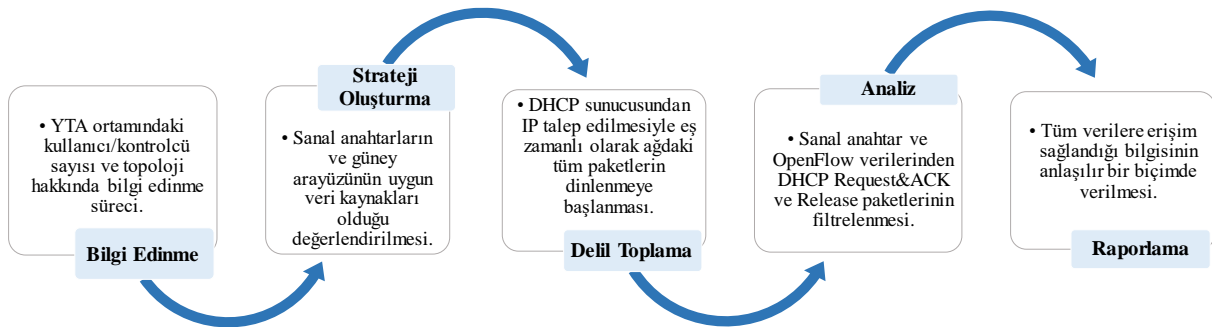 • YTA ortamındaki
kullanıcı/kontrolcü
sayısı ve topoloji
hakkında bilgi edinme
süreci.
Bilgi Edinme
Strateji
Oluşturma
• Sanal anahtarların
ve güney
arayüzünün uygun
veri kaynakları
olduğu
değerlendirilmesi.
• DHCP sunucusundan
IP talep edilmesiyle eş
zamanlı olarak ağdaki
tüm paketlerin
dinlenmeye
başlanması.
Delil Toplama
Analiz
• Sanal anahtar ve
OpenFlow verilerinden
DHCP Request&ACK
ve Release paketlerinin
filtrelenmesi.
• Tüm verilere erişim
sağlandığı bilgisinin
anlaşılır bir biçimde
verilmesi.
Raporlama